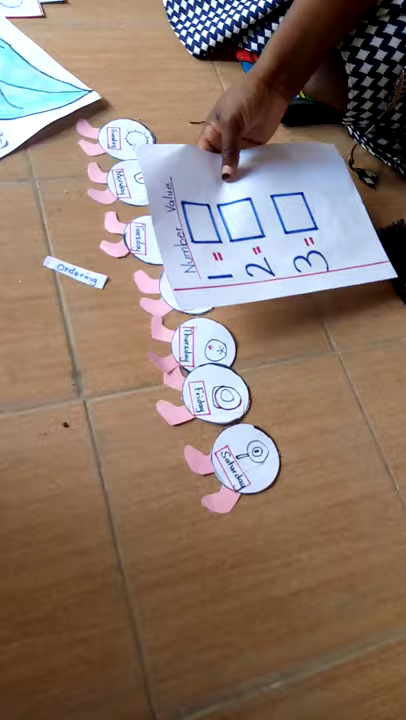 Number Value
1 =
2 =
3 =
Ordering
Sunday
Monday
Tuesday
Thursday
Friday
Saturday